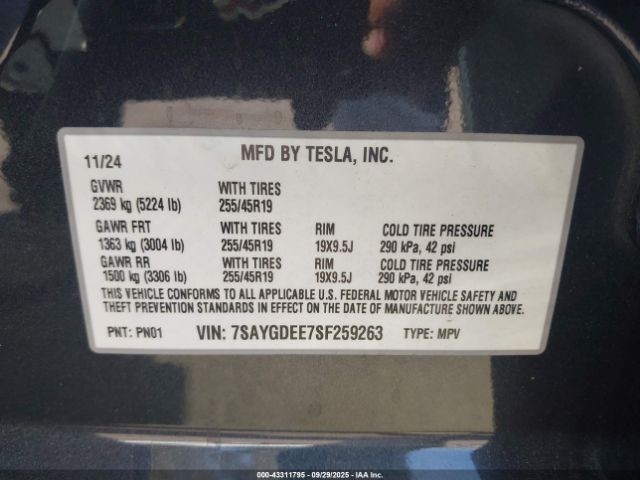 11/24 MFD BY TESLA, INC.
GVWR WITH TIRES
2369 kg (5224 lb) 255/45R19
GAWR FRT WITH TIRES RIM COLD TIRE PRESSURE
1363 kg (3004 lb) 255/45R19 19X9.5J 290 kPa, 42 psi
GAWR RR WITH TIRES RIM COLD TIRE PRESSURE
1500 kg (3306 lb) 255/45R19 19X9.5J 290 kPa, 42 psi
THIS VEHICLE CONFORMS TO ALL APPLICABLE U.S. FEDERAL MOTOR VEHICLE SAFETY AND
THEFT PREVENTION STANDARDS IN EFFECT ON THE DATE OF MANUFACTURE SHOWN ABOVE.
PNT: PN01 VIN: 7SAYGDEE7SF259263 TYPE: MPV
000-43311795 - 09/29/2025 - IAA Inc.